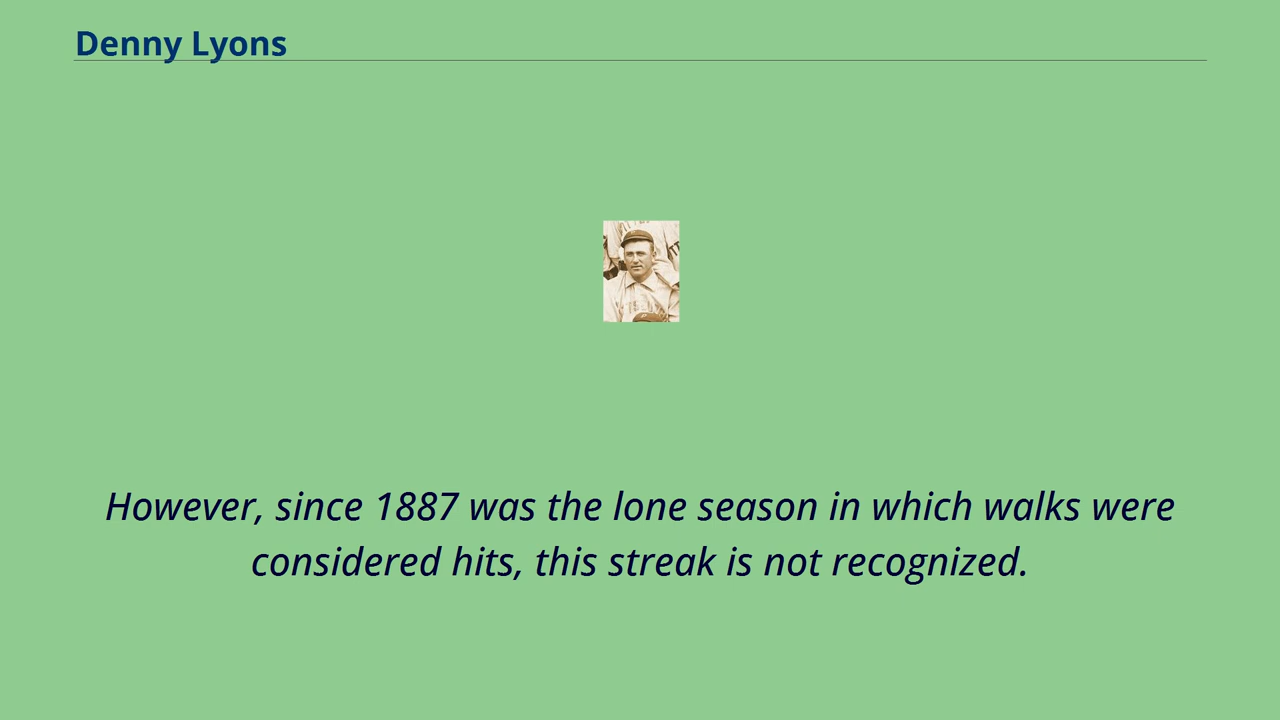 Denny Lyons
However, since 1887 was the lone season in which walks were
considered hits, this streak is not recognized.